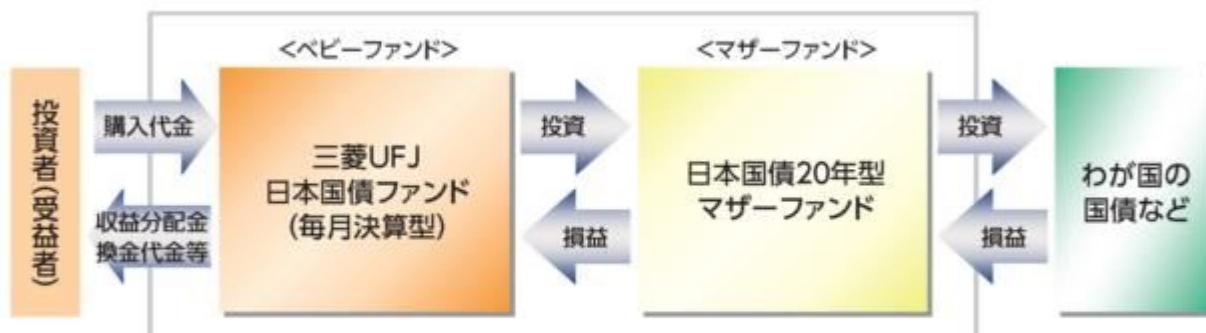 <ベビーファンド>
<マザーファンド>
投資者(受益者)
購入代金
収益分配金
換金代金等
三菱UFJ
日本国債ファンド
(毎月決算型)
投資
損益
日本国債20年型
マザーファンド
投資
損益
わが国の
国債など